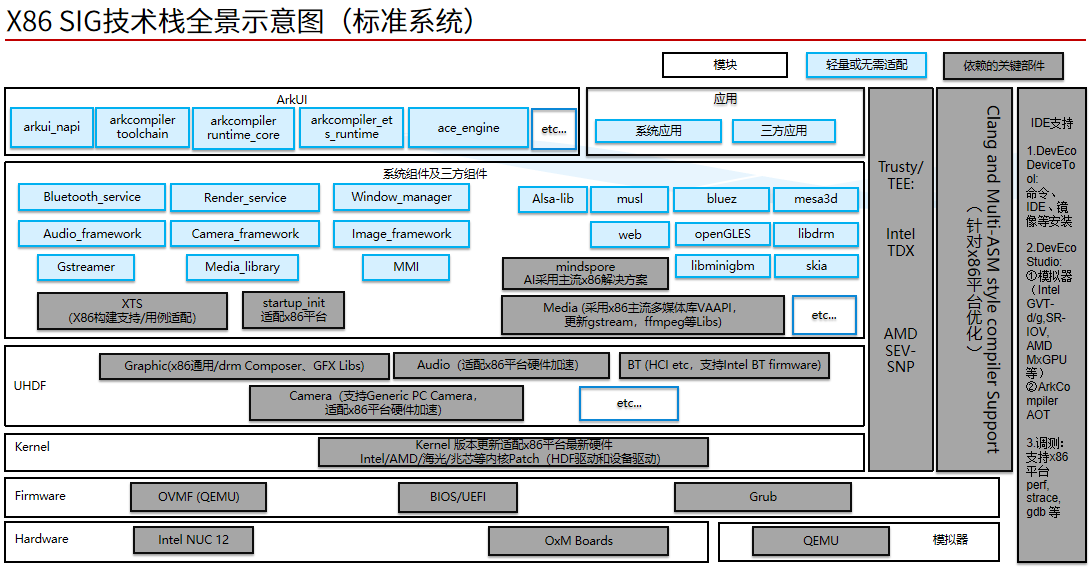 X86 SIG技术栈全景示意图（标准系统）
模块
轻量或无需适配
依赖的关键部件
ArkUI
arkui_napi
arkcompiler
toolchain
arkcompiler
runtime_core
arkcompiler_et
s_runtime
ace_engine
etc...
应用
系统应用
三方应用
系统组件及三方组件
Bluetooth_service
Render_service
Window_manager
Alsa-lib
musl
bluez
mesa3d
Audio_framework
Camera_framework
Image_framework
web
openGLES
libdrm
Gstreamer
Media_library
MMI
mindspore
AI采用主流x86解决方案
libminigbm
skia
XTS
(X86构建支持/用例适配)
startup_init
适配x86平台
Media (采用x86主流多媒体库VAAPI，
更新gstream，ffmpeg等Libs)
etc...
UHDF
Graphic(x86通用/drm Composer、GFX Libs)
Audio（适配x86平台硬件加速)
BT (HCI etc，支持Intel BT firmware)
Camera（支持Generic PC Camera，
适配x86平台硬件加速)
etc...
Kernel
Kernel 版本更新适配x86平台最新硬件
Intel/AMD/海光/兆芯等内核Patch（HDF驱动和设备驱动）
Firmware
OVMF (QEMU)
BIOS/UEFI
Grub
Hardware
Intel NUC 12
OxM Boards
QEMU
模拟器
Trusty/
TEE:
Intel
TDX
AMD
SEV-
SNP
Clang and Multi-ASM style compiler Support
（针对x86平台优化）
IDE支持
1.DevEco
DeviceTo
ol:
命令、
IDE、镜
像等安装
2.DevEco
Studio:
①模拟器
（Intel
GVT-
d/g,SR-
IOV,
AMD
MxGPU
等）
②ArkCo
mpiler
AOT
3.调测:
支持x86
平台
perf,
strace,
gdb 等